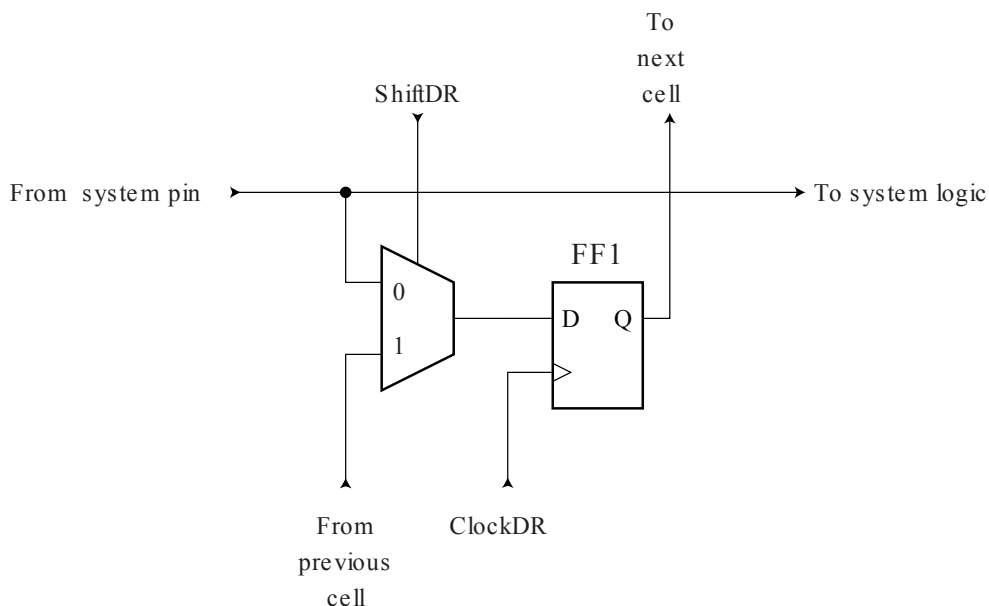 To
next
cell
ShiftDR
From system pin
To system logic
FF1
0
D Q
1
From
previous
cell
ClockDR